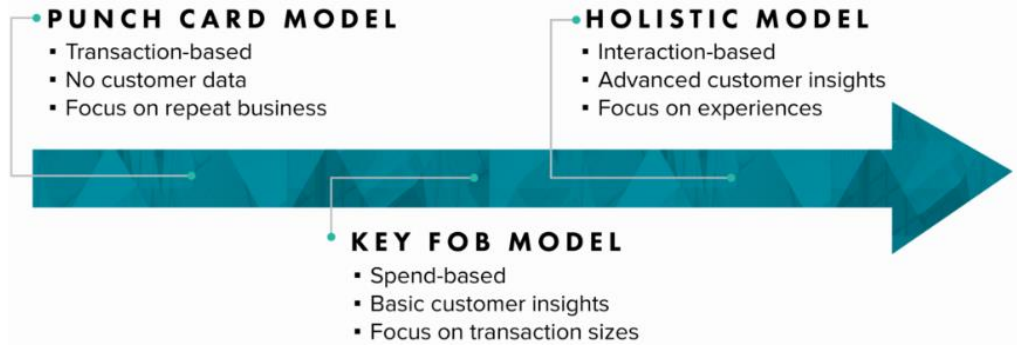 PUNCH CARD MODEL
▪ Transaction-based
▪ No customer data
▪ Focus on repeat business
HOLISTIC MODEL
▪ Interaction-based
▪ Advanced customer insights
▪ Focus on experiences
KEY FOB MODEL
▪ Spend-based
▪ Basic customer insights
▪ Focus on transaction sizes